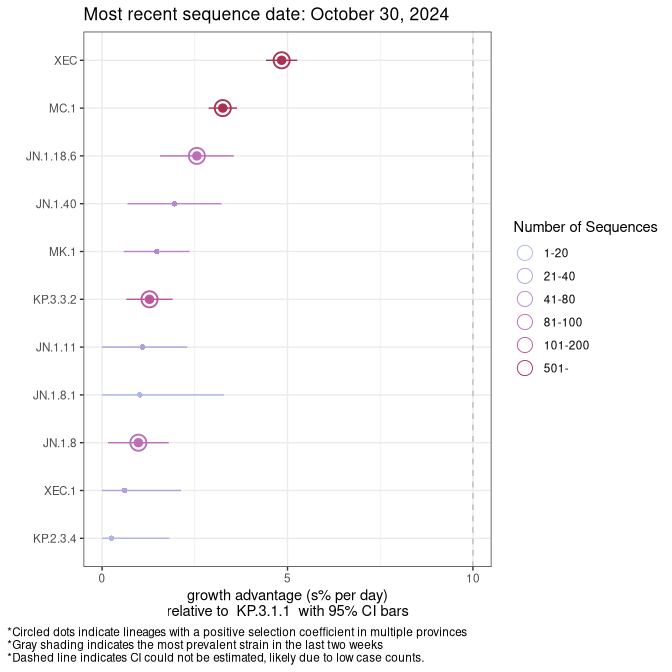 Most recent sequence date: October 30, 2024
XEC
MC.1
JN.1.18.6
JN.1.40
MK.1
KP.3.3.2
JN.1.11
JN.1.8.1
JN.1.8
XEC.1
KP.2.3.4
0 5 10
growth advantage (s% per day)
relative to KP.3.1.1 with 95% CI bars
Number of Sequences
1-20
21-40
41-80
81-100
101-200
501-
*Circled dots indicate lineages with a positive selection coefficient in multiple provinces
*Gray shading indicates the most prevalent strain in the last two weeks
*Dashed line indicates CI could not be estimated, likely due to low case counts.